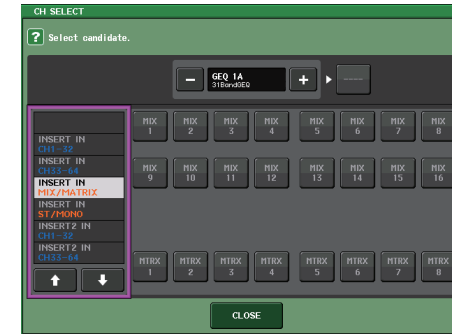 CH SELECT
? Select candidate.
− GEQ 1A + ----
31BandGEQ
INSERT IN
CH1-32
INSERT IN
CH33-64
INSERT IN
MIX/MATRIX
INSERT IN
ST/MONO
INSERT2 IN
CH1-32
INSERT2 IN
CH33-64
MIX 1 MIX 2 MIX 3 MIX 4 MIX 5 MIX 6 MIX 7 MIX 8
MIX 9 MIX 10 MIX 11 MIX 12 MIX 13 MIX 14 MIX 15 MIX 16
MTRX 1 MTRX 2 MTRX 3 MTRX 4 MTRX 5 MTRX 6 MTRX 7 MTRX 8
CLOSE